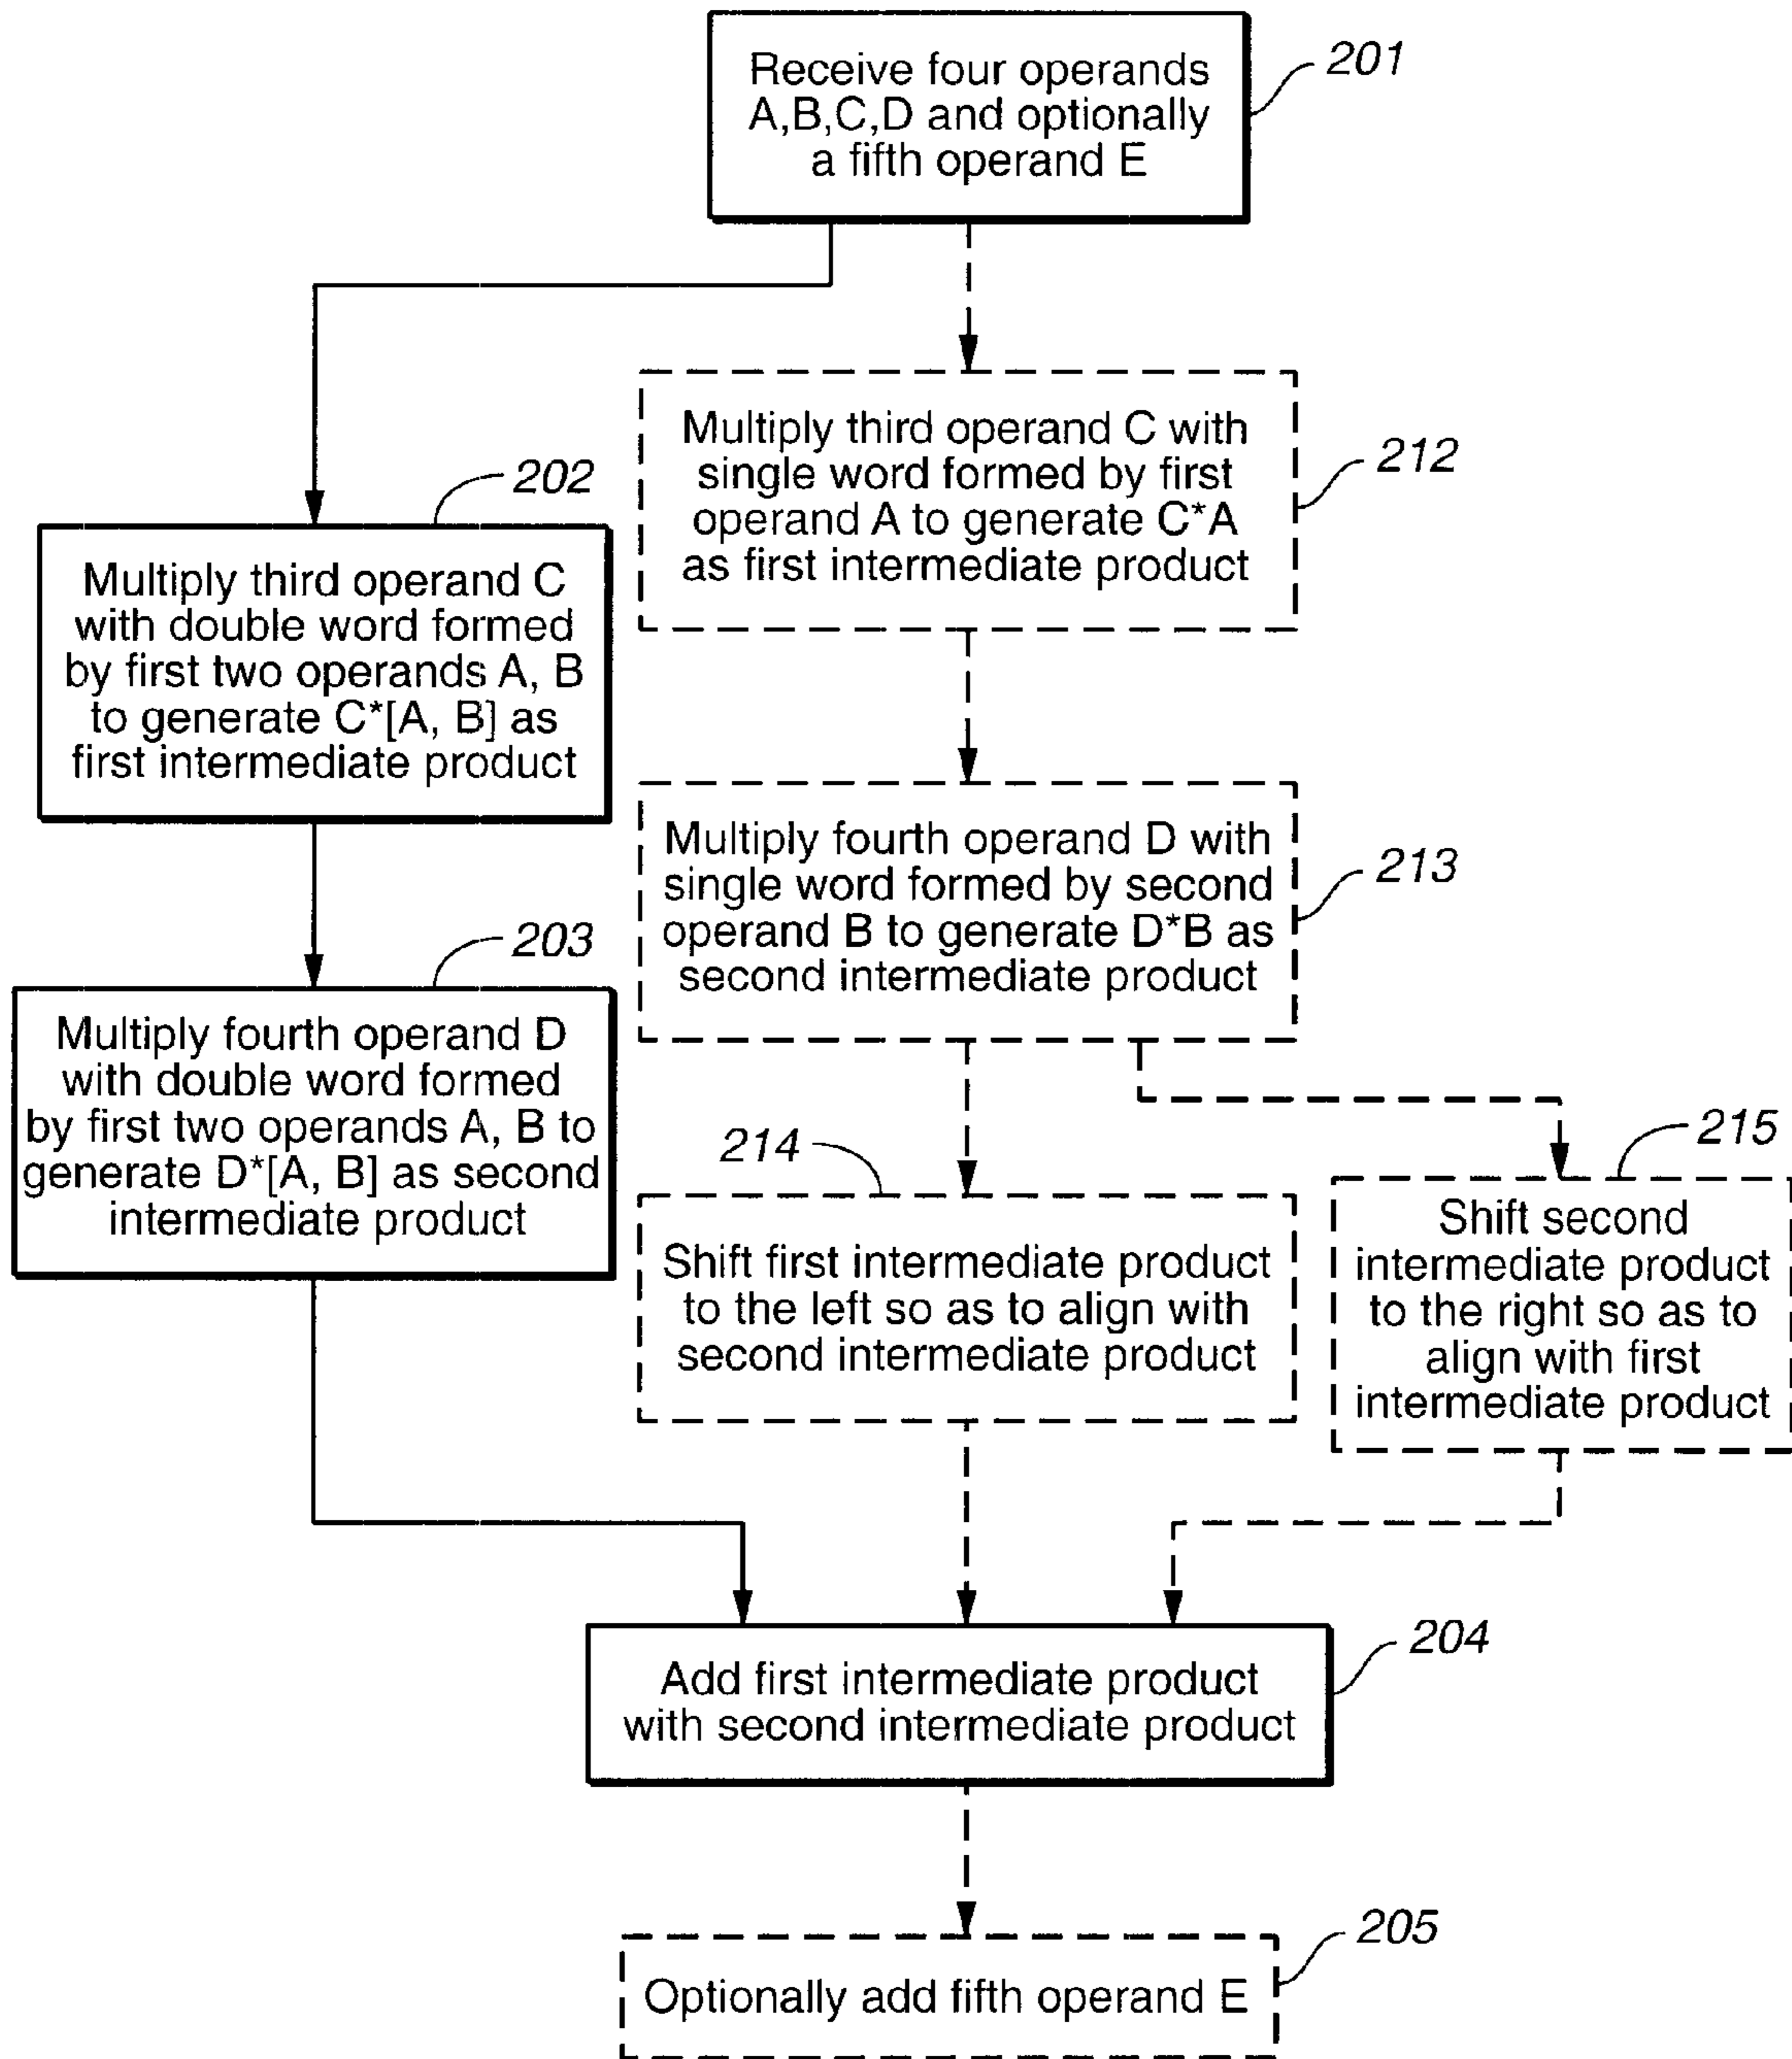 Receive four operands
A,B,C,D and optionally
a fifth operand E
201
Multiply third operand C with
single word formed by first
operand A to generate C*A
as first intermediate product
212
202
Multiply third operand C
with double word formed
by first two operands A, B
to generate C*[A, B] as
first intermediate product
Multiply fourth operand D with
single word formed by second
operand B to generate D*B as
second intermediate product
213
203
Multiply fourth operand D
with double word formed
by first two operands A, B to
generate D*[A, B] as second
intermediate product
214
Shift first intermediate product
to the left so as to align with
second intermediate product
215
Shift second
intermediate product
to the right so as to
align with first
intermediate product
204
Add first intermediate product
with second intermediate product
205
Optionally add fifth operand E